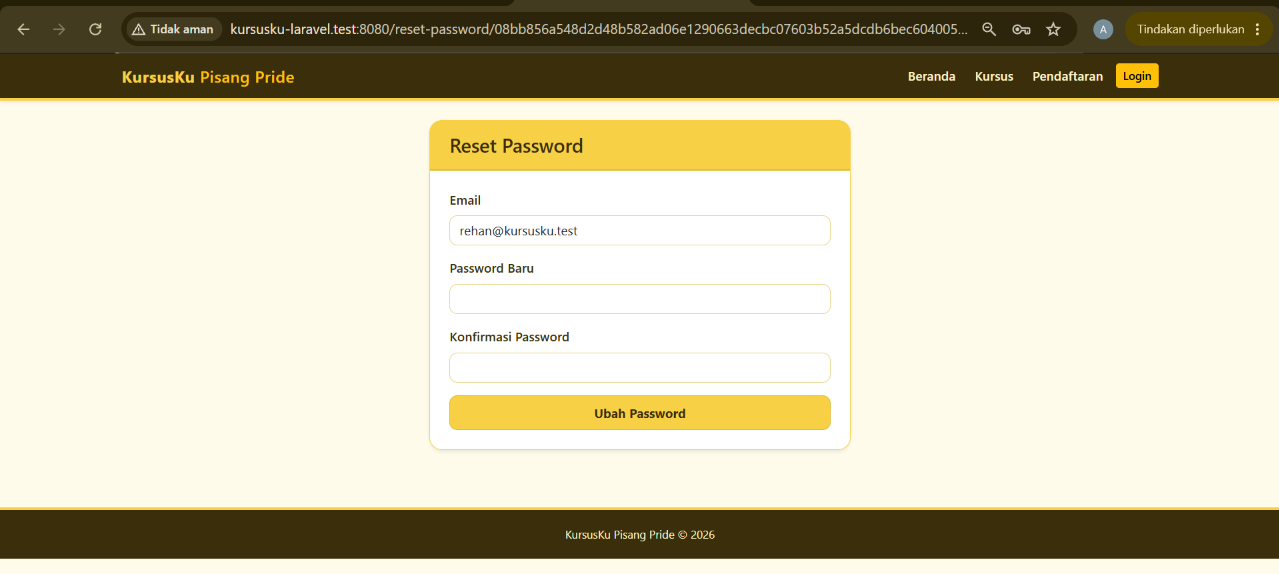 Tidak aman
kursusku-laravel.test:8080/reset-password/08bb856a548d2d48b582ad06e1290663decbc07603b52a5dcdb6bec604005...
A
Tindakan diperlukan
KursusKu Pisang Pride
Beranda Kursus Pendaftaran Login
Reset Password
Email
rehan@kursusku.test
Password Baru
Konfirmasi Password
Ubah Password
KursusKu Pisang Pride © 2026